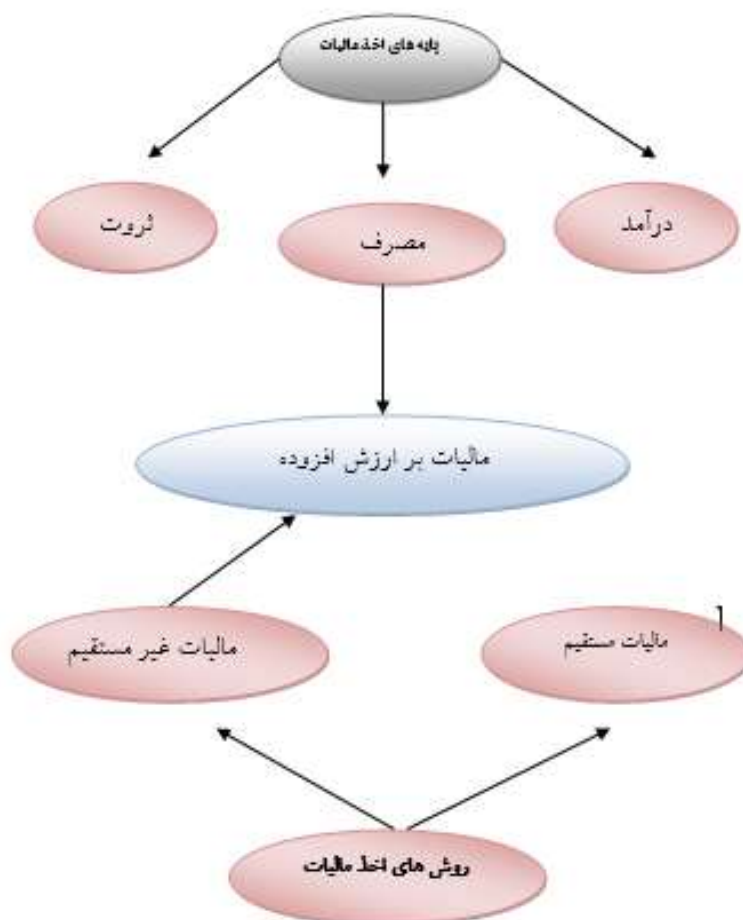 پایه های اخذ مالیات
درآمد
مصرف
ثروت
مالیات بر ارزش افزوده
مالیات مستقیم
مالیات غیر مستقیم
روش های اخذ مالیات